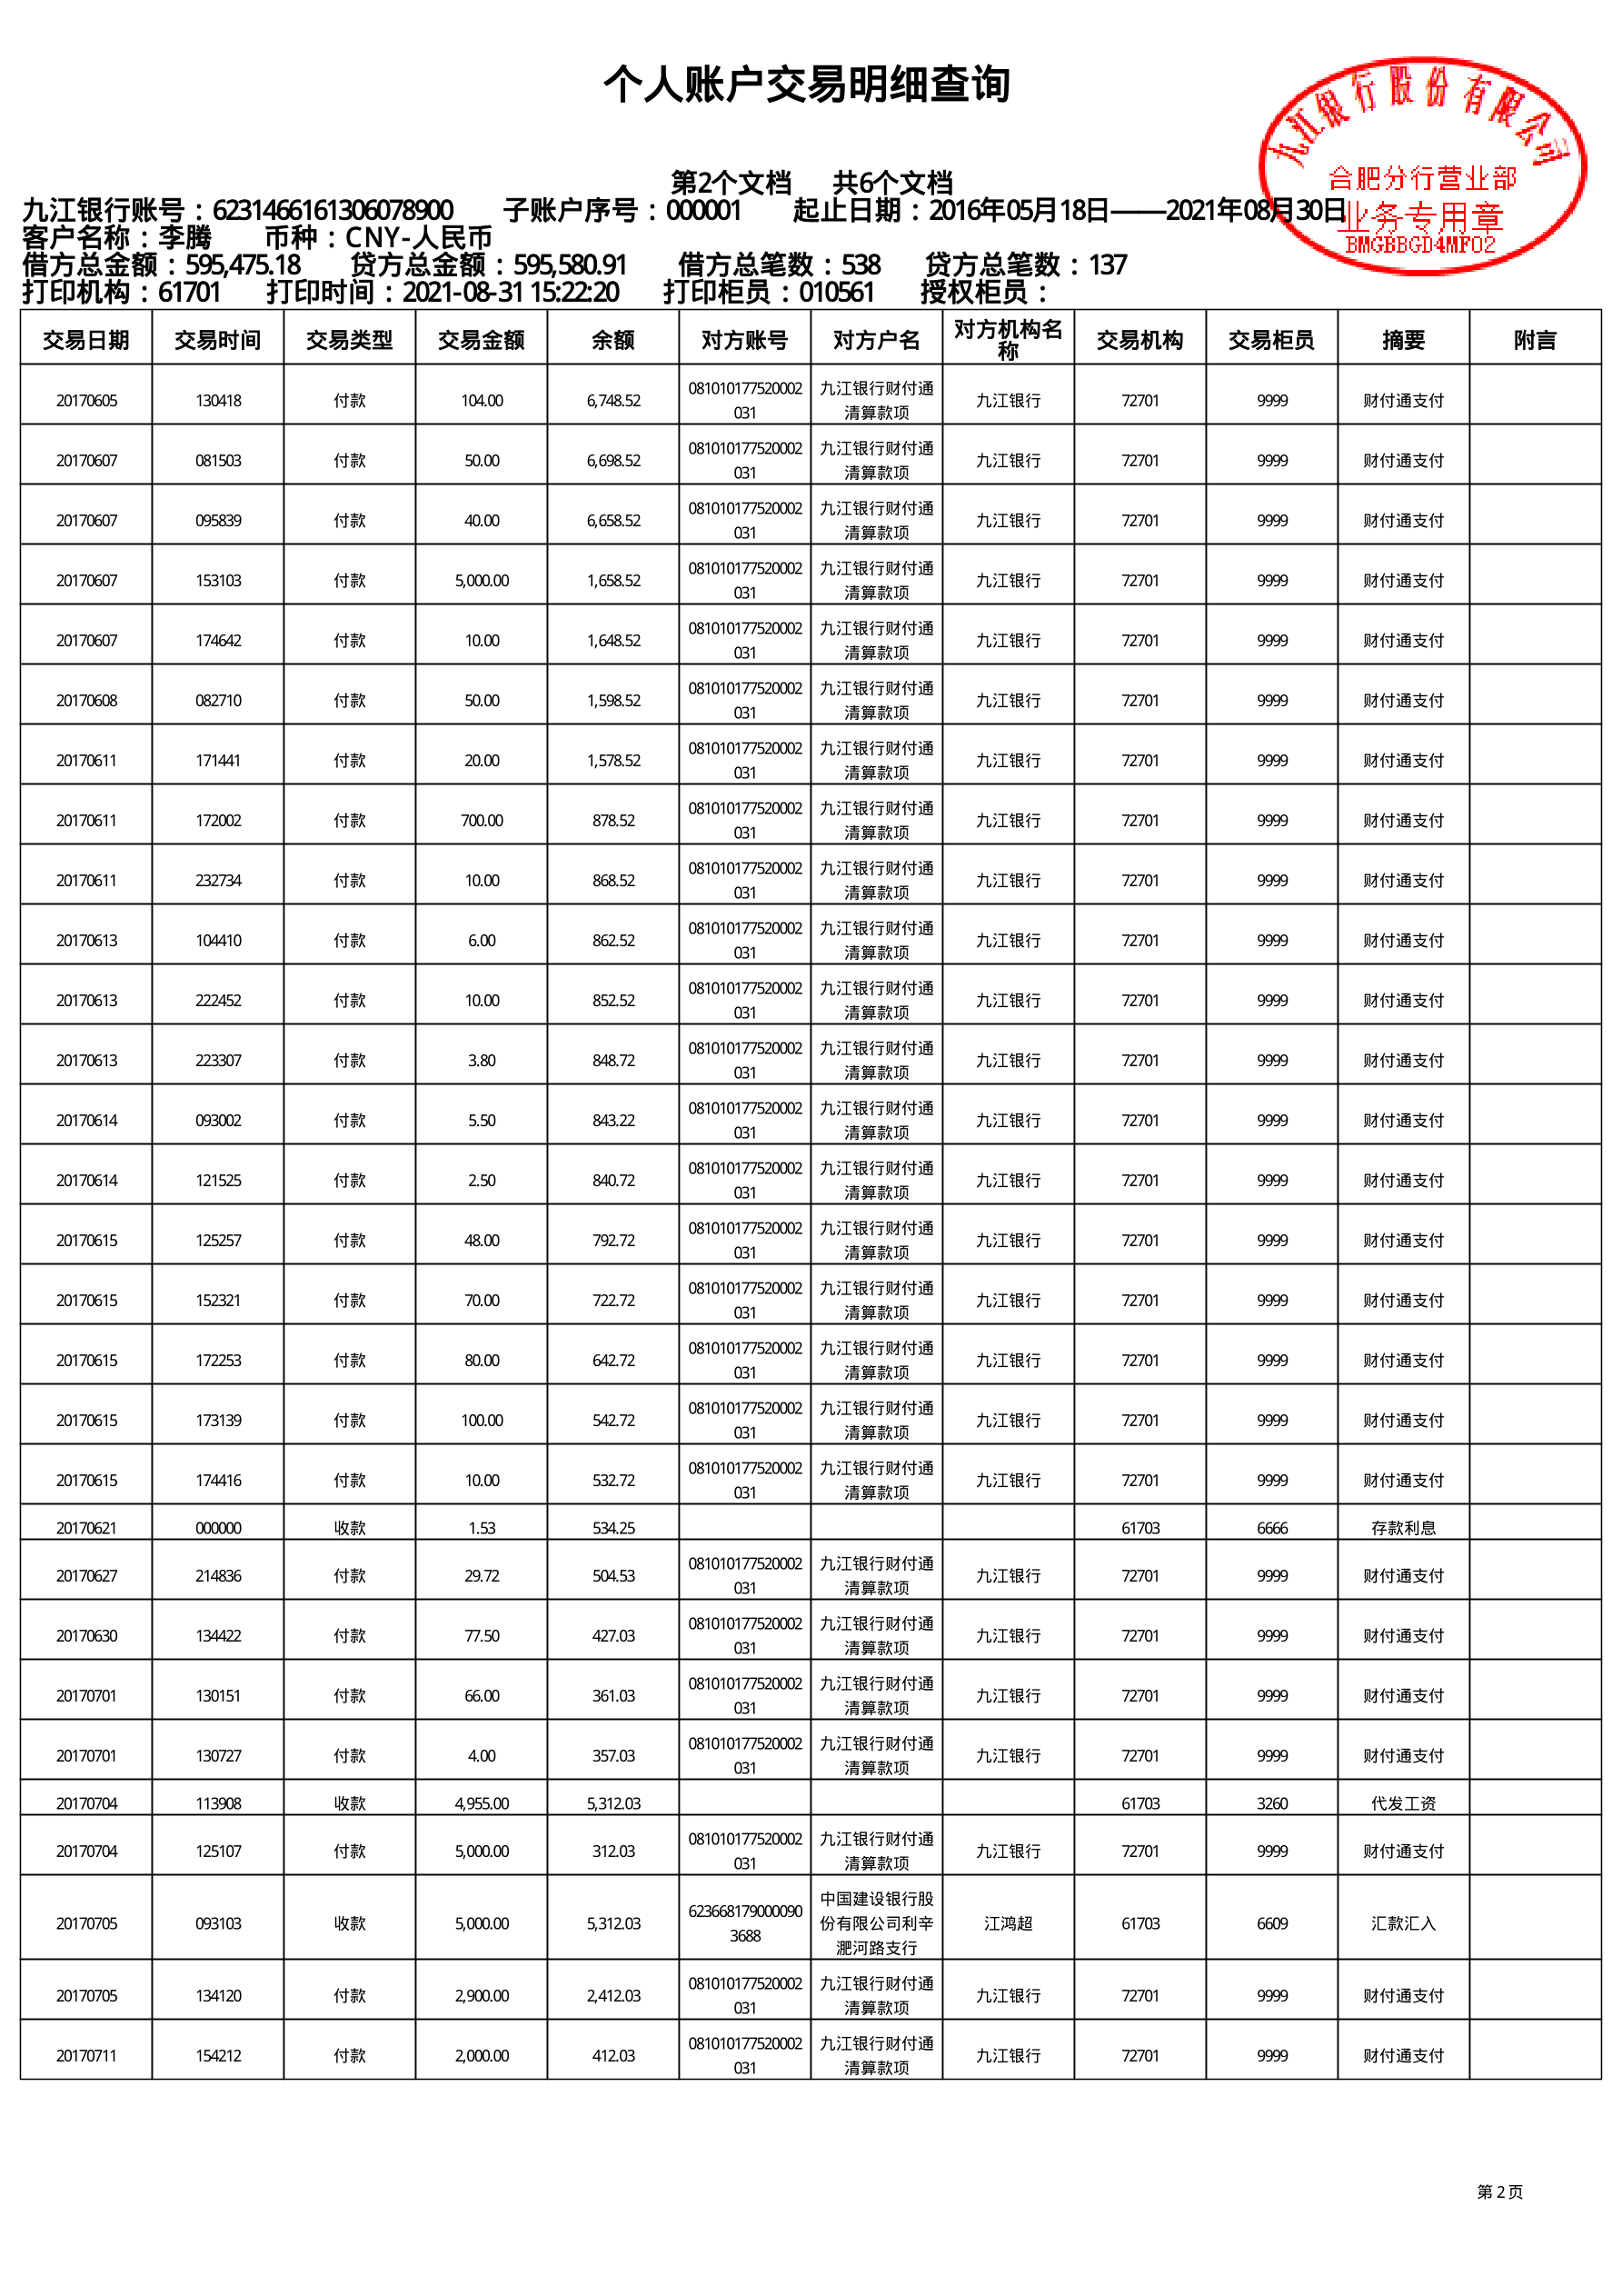 个人账户交易明细查询
九江银行股份有限公司
合肥分行营业部
业务专用章
BMGBBGD4MF02
第2个文档 共6个文档
九江银行账号：6231466161306078900 子账户序号：000001 起止日期：2016年05月18日——2021年08月30日
客户名称：李腾 币种：CNY-人民币
借方总金额：595,475.18 贷方总金额：595,580.91 借方总笔数：538 贷方总笔数：137
打印机构：61701 打印时间：2021-08-31 15:22:20 打印柜员：010561 授权柜员：
交易日期 交易时间 交易类型 交易金额 余额 对方账号 对方户名 对方机构名称 交易机构 交易柜员 摘要 附言
20170605 130418 付款 104.00 6,748.52 081010177520002031 九江银行财付通清算款项 九江银行 72701 9999 财付通支付
20170607 081503 付款 50.00 6,698.52 081010177520002031 九江银行财付通清算款项 九江银行 72701 9999 财付通支付
20170607 095839 付款 40.00 6,658.52 081010177520002031 九江银行财付通清算款项 九江银行 72701 9999 财付通支付
20170607 153103 付款 5,000.00 1,658.52 081010177520002031 九江银行财付通清算款项 九江银行 72701 9999 财付通支付
20170607 174642 付款 10.00 1,648.52 081010177520002031 九江银行财付通清算款项 九江银行 72701 9999 财付通支付
20170608 082710 付款 50.00 1,598.52 081010177520002031 九江银行财付通清算款项 九江银行 72701 9999 财付通支付
20170611 171441 付款 20.00 1,578.52 081010177520002031 九江银行财付通清算款项 九江银行 72701 9999 财付通支付
20170611 172002 付款 700.00 878.52 081010177520002031 九江银行财付通清算款项 九江银行 72701 9999 财付通支付
20170611 232734 付款 10.00 868.52 081010177520002031 九江银行财付通清算款项 九江银行 72701 9999 财付通支付
20170613 104410 付款 6.00 862.52 081010177520002031 九江银行财付通清算款项 九江银行 72701 9999 财付通支付
20170613 222452 付款 10.00 852.52 081010177520002031 九江银行财付通清算款项 九江银行 72701 9999 财付通支付
20170613 223307 付款 3.80 848.72 081010177520002031 九江银行财付通清算款项 九江银行 72701 9999 财付通支付
20170614 093002 付款 5.50 843.22 081010177520002031 九江银行财付通清算款项 九江银行 72701 9999 财付通支付
20170614 121525 付款 2.50 840.72 081010177520002031 九江银行财付通清算款项 九江银行 72701 9999 财付通支付
20170615 125257 付款 48.00 792.72 081010177520002031 九江银行财付通清算款项 九江银行 72701 9999 财付通支付
20170615 152321 付款 70.00 722.72 081010177520002031 九江银行财付通清算款项 九江银行 72701 9999 财付通支付
20170615 172253 付款 80.00 642.72 081010177520002031 九江银行财付通清算款项 九江银行 72701 9999 财付通支付
20170615 173139 付款 100.00 542.72 081010177520002031 九江银行财付通清算款项 九江银行 72701 9999 财付通支付
20170615 174416 付款 10.00 532.72 081010177520002031 九江银行财付通清算款项 九江银行 72701 9999 财付通支付
20170621 000000 收款 1.53 534.25 61703 6666 存款利息
20170627 214836 付款 29.72 504.53 081010177520002031 九江银行财付通清算款项 九江银行 72701 9999 财付通支付
20170630 134422 付款 77.50 427.03 081010177520002031 九江银行财付通清算款项 九江银行 72701 9999 财付通支付
20170701 130151 付款 66.00 361.03 081010177520002031 九江银行财付通清算款项 九江银行 72701 9999 财付通支付
20170701 130727 付款 4.00 357.03 081010177520002031 九江银行财付通清算款项 九江银行 72701 9999 财付通支付
20170704 113908 收款 4,955.00 5,312.03 61703 3260 代发工资
20170704 125107 付款 5,000.00 312.03 081010177520002031 九江银行财付通清算款项 九江银行 72701 9999 财付通支付
20170705 093103 收款 5,000.00 5,312.03 6236681790000903688 中国建设银行股份有限公司利辛淝河路支行 江鸿超 61703 6609 汇款汇入
20170705 134120 付款 2,900.00 2,412.03 081010177520002031 九江银行财付通清算款项 九江银行 72701 9999 财付通支付
20170711 154212 付款 2,000.00 412.03 081010177520002031 九江银行财付通清算款项 九江银行 72701 9999 财付通支付
第 2 页